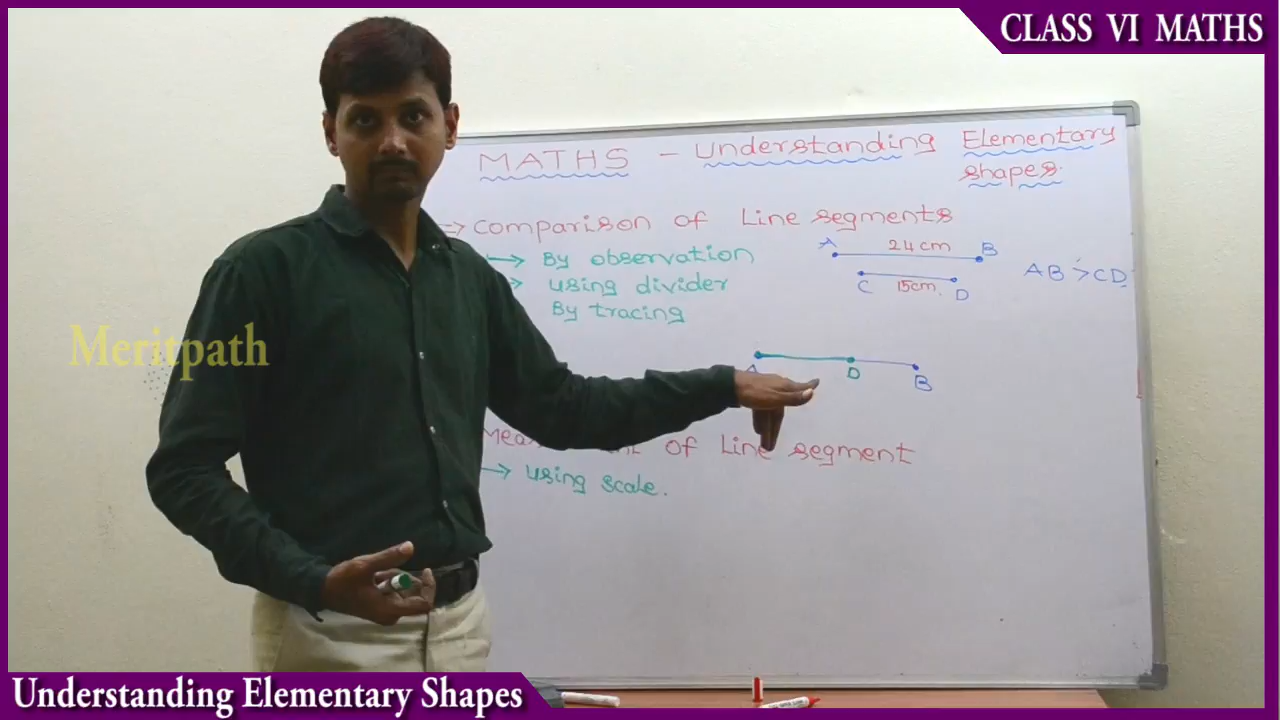 CLASS VI MATHS
MATHS - Understanding Elementary
shapes.
⇒ Comparison of Line segments
→ By observation
→ using divider
By tracing
A 24 cm B
C 15cm. D
AB > CD
A D B
of Line segment
→ using scale.
Meritpath
Understanding Elementary Shapes